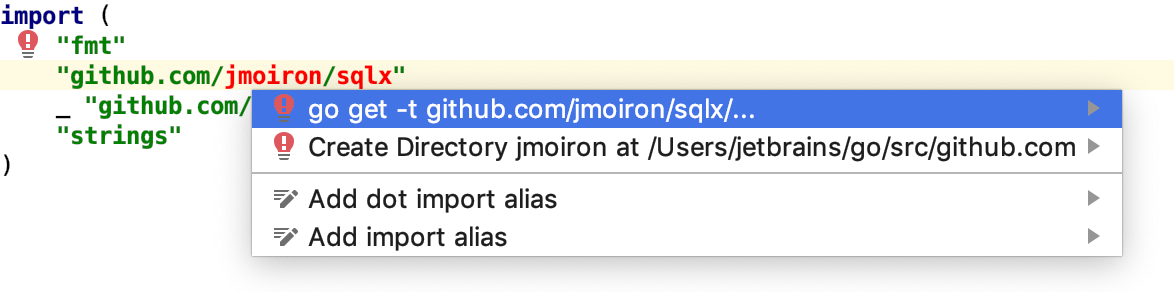 import (
"fmt"
"github.com/jmoiron/sqlx"
_ "github.com/
"strings"
)
go get -t github.com/jmoiron/sqlx/...
Create Directory jmoiron at /Users/jetbrains/go/src/github.com
Add dot import alias
Add import alias